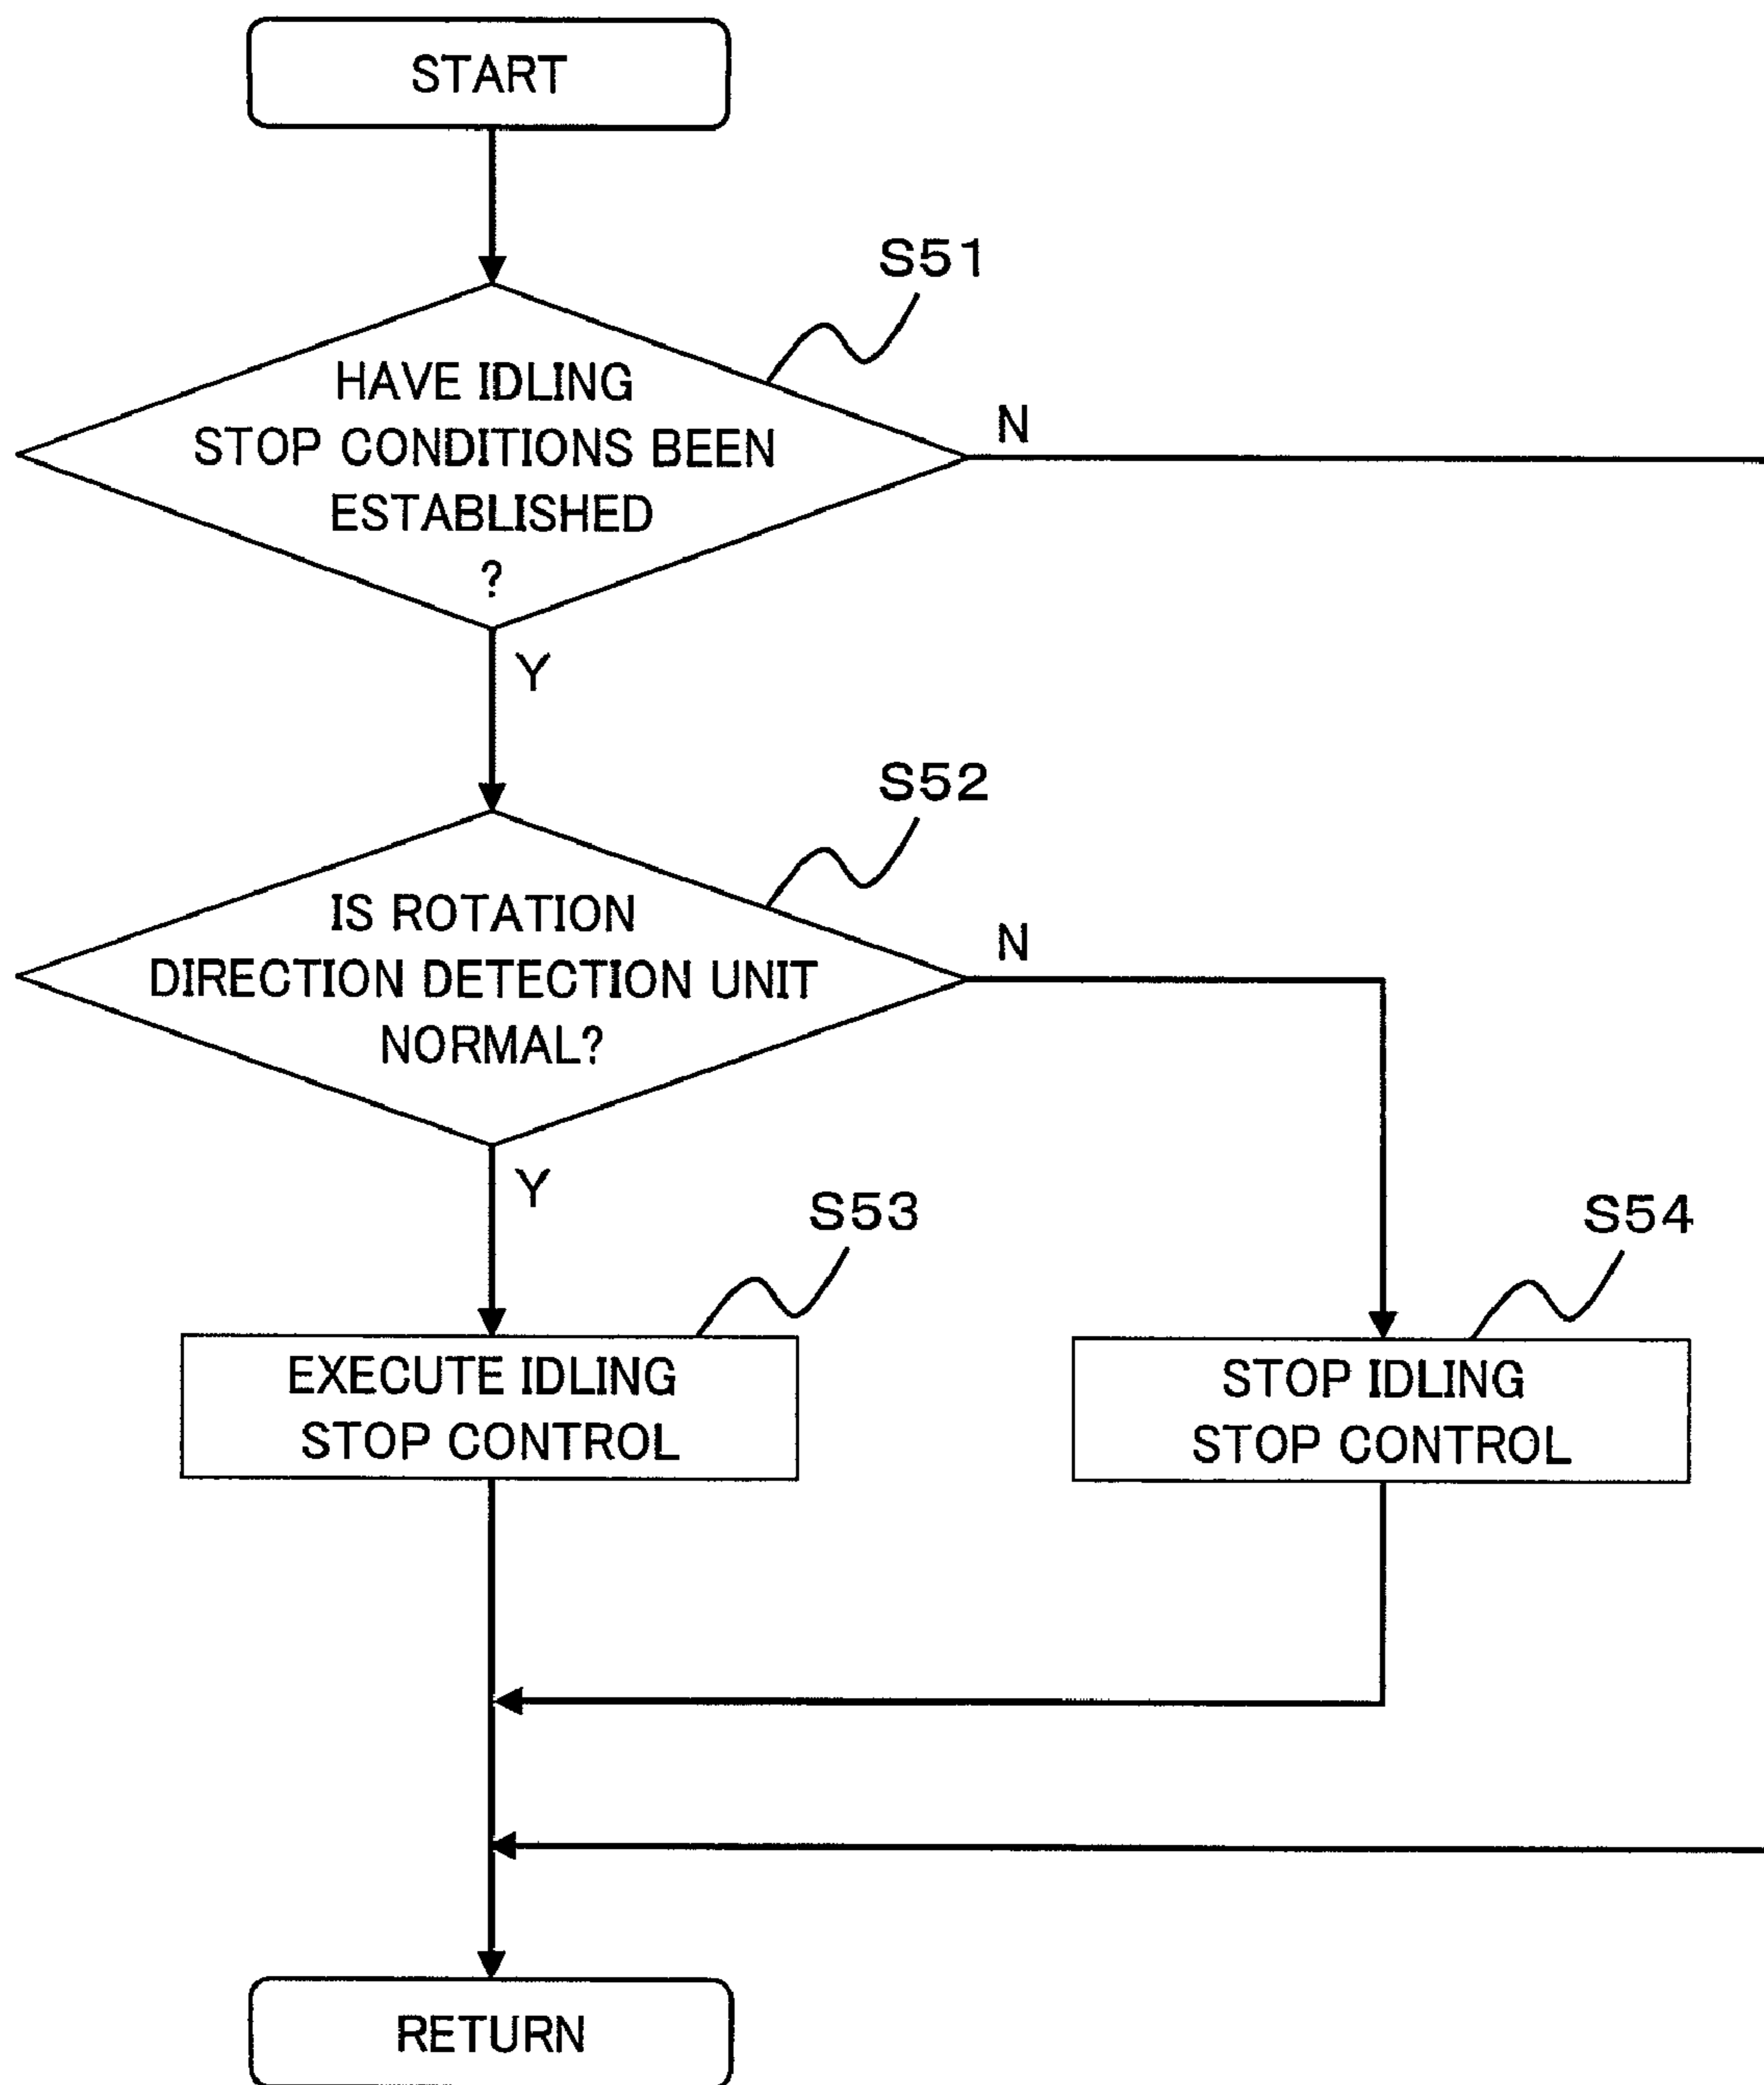 START
S51
HAVE IDLING
STOP CONDITIONS BEEN
ESTABLISHED
?
N
Y
S52
IS ROTATION
DIRECTION DETECTION UNIT
NORMAL?
N
Y
S53
EXECUTE IDLING
STOP CONTROL
S54
STOP IDLING
STOP CONTROL
RETURN